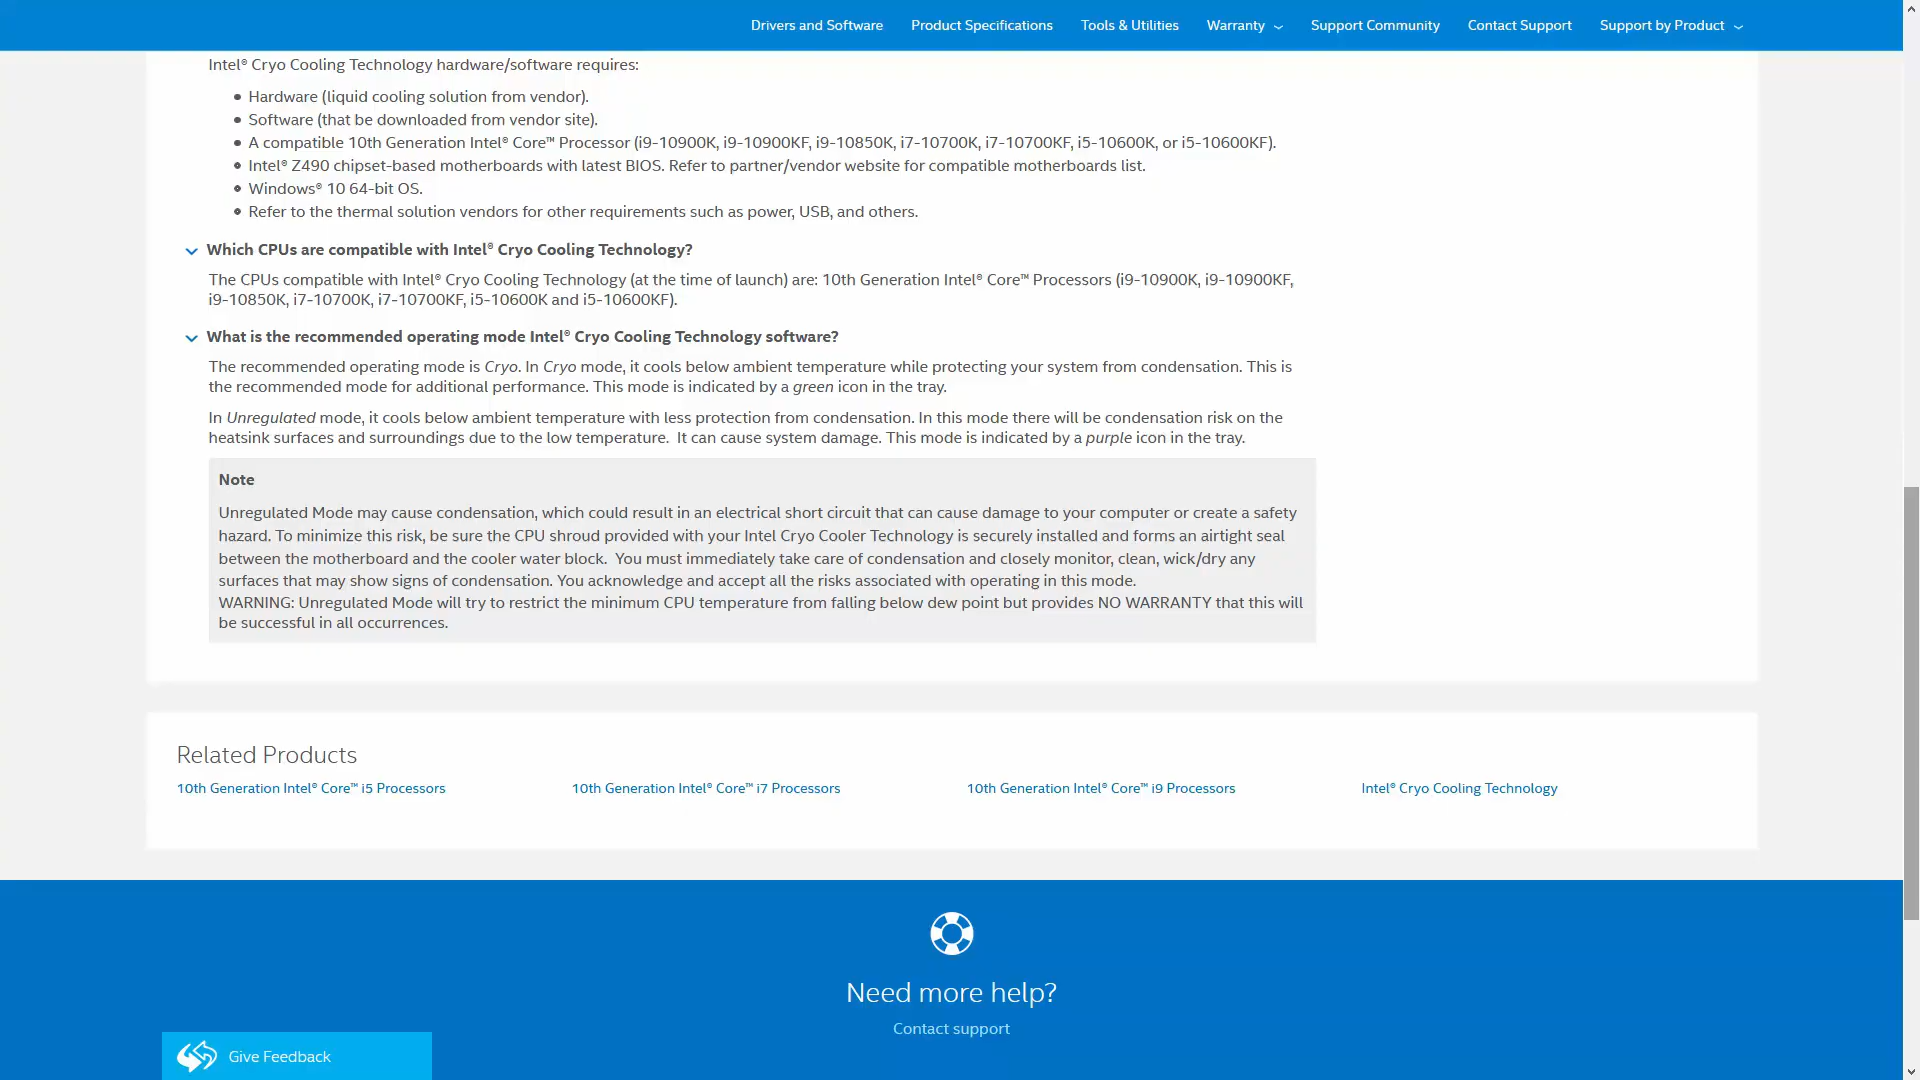 Drivers and Software Product Specifications Tools & Utilities Warranty Support Community Contact Support Support by Product
Intel® Cryo Cooling Technology hardware/software requires:
• Hardware (liquid cooling solution from vendor).
• Software (that be downloaded from vendor site).
• A compatible 10th Generation Intel® Core™ Processor (i9-10900K, i9-10900KF, i9-10850K, i7-10700K, i7-10700KF, i5-10600K, or i5-10600KF).
• Intel® Z490 chipset-based motherboards with latest BIOS. Refer to partner/vendor website for compatible motherboards list.
• Windows® 10 64-bit OS.
• Refer to the thermal solution vendors for other requirements such as power, USB, and others.
Which CPUs are compatible with Intel® Cryo Cooling Technology?
The CPUs compatible with Intel® Cryo Cooling Technology (at the time of launch) are: 10th Generation Intel® Core™ Processors (i9-10900K, i9-10900KF,
i9-10850K, i7-10700K, i7-10700KF, i5-10600K and i5-10600KF).
What is the recommended operating mode Intel® Cryo Cooling Technology software?
The recommended operating mode is Cryo. In Cryo mode, it cools below ambient temperature while protecting your system from condensation. This is
the recommended mode for additional performance. This mode is indicated by a green icon in the tray.
In Unregulated mode, it cools below ambient temperature with less protection from condensation. In this mode there will be condensation risk on the
heatsink surfaces and surroundings due to the low temperature. It can cause system damage. This mode is indicated by a purple icon in the tray.
Note
Unregulated Mode may cause condensation, which could result in an electrical short circuit that can cause damage to your computer or create a safety
hazard. To minimize this risk, be sure the CPU shroud provided with your Intel Cryo Cooler Technology is securely installed and forms an airtight seal
between the motherboard and the cooler water block. You must immediately take care of condensation and closely monitor, clean, wick/dry any
surfaces that may show signs of condensation. You acknowledge and accept all the risks associated with operating in this mode.
WARNING: Unregulated Mode will try to restrict the minimum CPU temperature from falling below dew point but provides NO WARRANTY that this will
be successful in all occurrences.
Related Products
10th Generation Intel® Core™ i5 Processors 10th Generation Intel® Core™ i7 Processors 10th Generation Intel® Core™ i9 Processors Intel® Cryo Cooling Technology
Need more help?
Contact support
Give Feedback